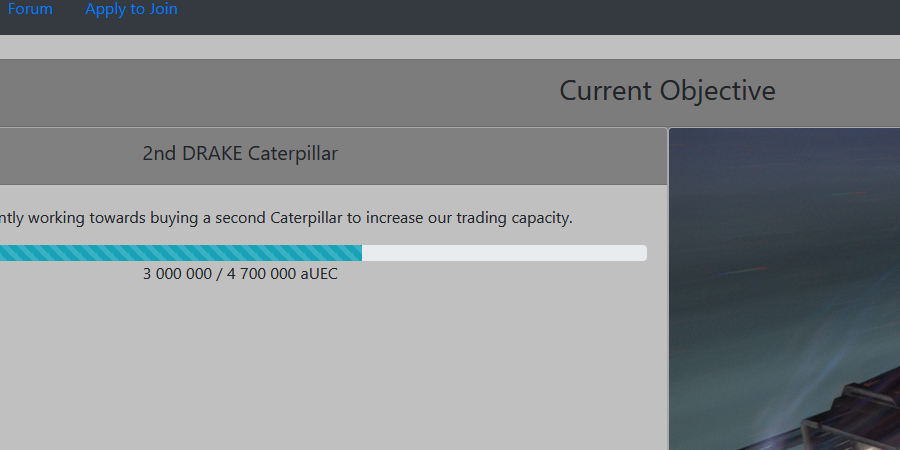 Forum Apply to Join
Current Objective
2nd DRAKE Caterpillar
working towards buying a second Caterpillar to increase our trading capacity.
3 000 000 / 4 700 000 aUEC